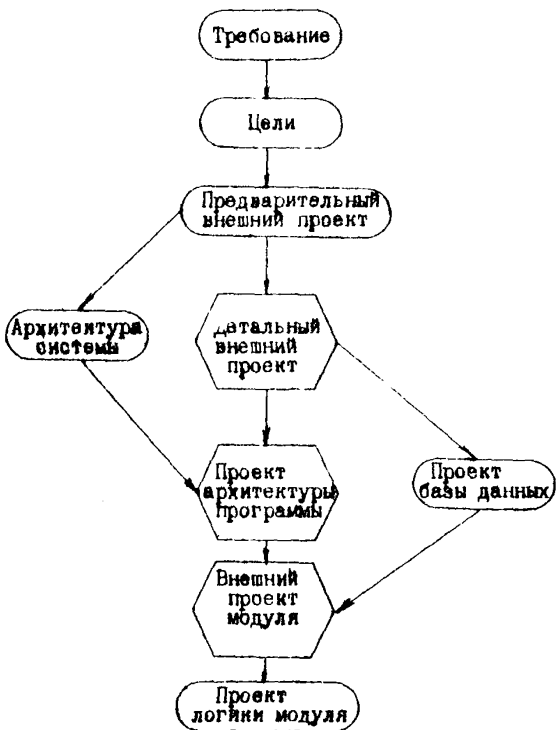 Требование
Цели
Предварительный
внешний проект
Архитектура
системы
детальный
внешний
проект
Проект
архитектуры
программы
Проект
базы данных
Внешний
проект
модуля
Проект
логики модуля